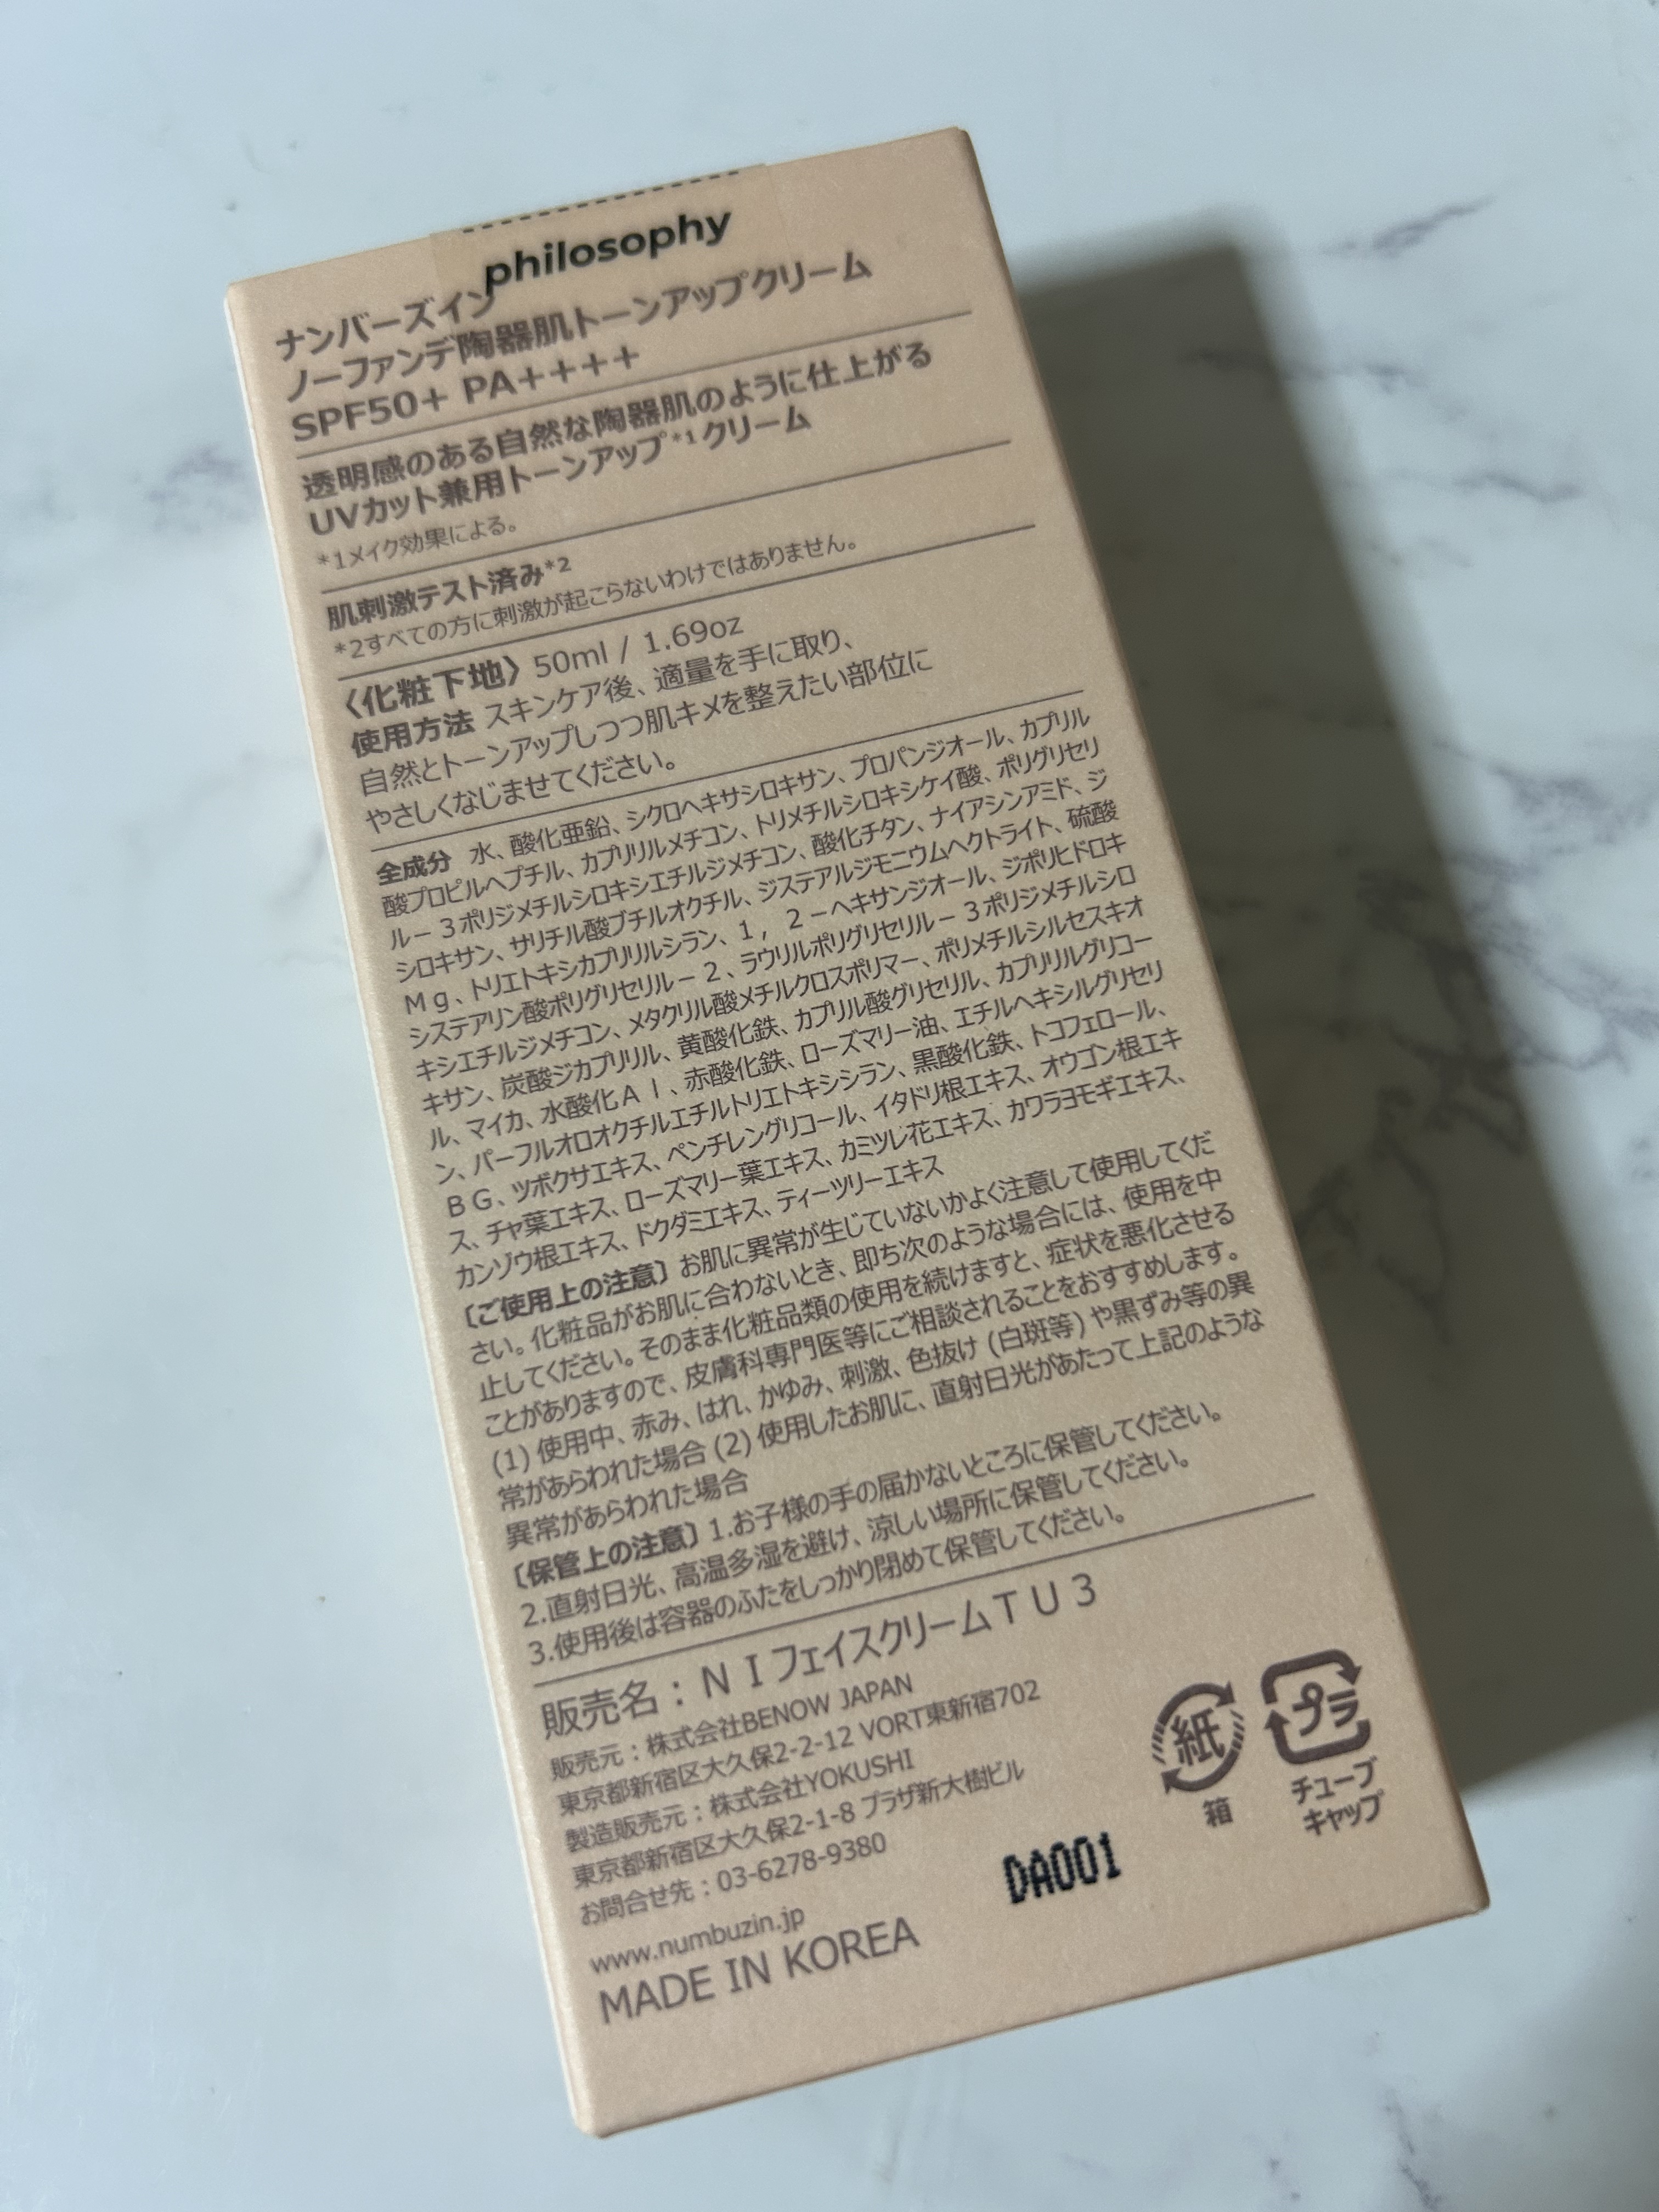 philosophy
ナンバーズイン
ノーファンデ陶器肌トーンアップクリーム
SPF50+ PA++++
透明感のある自然な陶器肌のように仕上がる
UVカット兼用トーンアップ*1クリーム
*1メイク効果による。
肌刺激テスト済み*2
*2すべての方に刺激が起こらないわけではありません。
〈化粧下地〉50ml / 1.69oz
使用方法 スキンケア後、適量を手に取り、
自然とトーンアップしつつ肌キメを整えたい部位に
やさしくなじませてください。
全成分 水、酸化亜鉛、シクロヘキサシロキサン、プロパンジオール、カプリル
酸プロピルヘプチル、カプリリルメチコン、トリメチルシロキシケイ酸、ポリグリセリ
ル－３ポリジメチルシロキシエチルジメチコン、酸化チタン、ナイアシンアミド、ジ
シロキサン、サリチル酸ブチルオクチル、ジステアルジモニウムヘクトライト、硫酸
Ｍｇ、トリエトキシカプリリルシラン、１，２－ヘキサンジオール、ジポリヒドロキ
システアリン酸ポリグリセリル－２、ラウリルポリグリセリル－３ポリジメチルシロ
キシエチルジメチコン、メタクリル酸メチルクロスポリマー、ポリメチルシルセスキオ
キサン、炭酸ジカプリリル、黄酸化鉄、カプリル酸グリセリル、カプリリルグリコー
ル、マイカ、水酸化Ａｌ、赤酸化鉄、ローズマリー油、エチルヘキシルグリセリ
ン、パーフルオロオクチルエチルトリエトキシシラン、黒酸化鉄、トコフェロール、
ＢＧ、ツボクサエキス、ペンチレングリコール、イタドリ根エキス、オウゴン根エキ
ス、チャ葉エキス、ローズマリー葉エキス、カミツレ花エキス、カワラヨモギエキス、
カンゾウ根エキス、ドクダミエキス、ティーツリーエキス
〔ご使用上の注意〕お肌に異常が生じていないかよく注意して使用してくだ
さい。化粧品がお肌に合わないとき、即ち次のような場合には、使用を中
止してください。そのまま化粧品類の使用を続けますと、症状を悪化させる
ことがありますので、皮膚科専門医等にご相談されることをおすすめします。
(1) 使用中、赤み、はれ、かゆみ、刺激、色抜け (白斑等) や黒ずみ等の異
常があらわれた場合 (2) 使用したお肌に、直射日光があたって上記のような
異常があらわれた場合
〔保管上の注意〕1.お子様の手の届かないところに保管してください。
2.直射日光、高温多湿を避け、涼しい場所に保管してください。
3.使用後は容器のふたをしっかり閉めて保管してください。
販売名：ＮＩフェイスクリームＴＵ３
販売元：株式会社BENOW JAPAN
東京都新宿区大久保2-2-12 VORT東新宿702
製造販売元：株式会社YOKUSHI
東京都新宿区大久保2-1-8 プラザ新大樹ビル
お問合せ先：03-6278-9380
www.numbuzin.jp
MADE IN KOREA
DA001
紙
箱
プラ
チューブ
キャップ